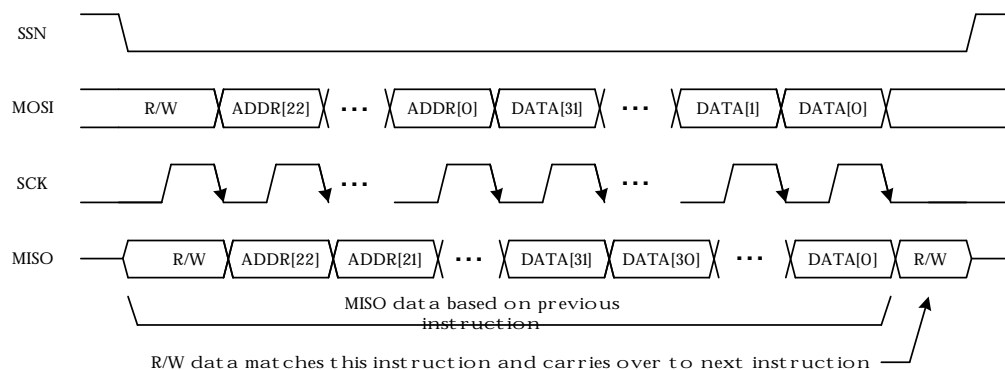 SSN
MOSI R/W ADDR[22] ... ADDR[0] DATA[31] ... DATA[1] DATA[0]
SCK ... ...
MISO R/W ADDR[22] ADDR[21] ... DATA[31] DATA[30] ... DATA[0] R/W
MISO data based on previous
instruction
R/W data matches this instruction and carries over to next instruction